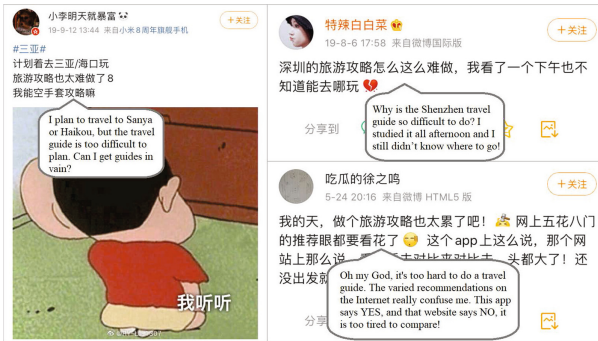 小李明天就暴富
19-9-12 13:44 来自小米8周年旗舰手机
+关注
#三亚#
计划着去三亚/海口玩
旅游攻略也太难做了8
我能空手套攻略嘛
I plan to travel to Sanya
or Haikou, but the travel
guide is too difficult to
plan. Can I get guides in
vain?
我听听
特辣白白菜
19-8-6 17:58 来自微博国际版
+关注
深圳的旅游攻略怎么这么难做，我看了一个下午也不
知道能去哪玩
Why is the Shenzhen travel
guide so difficult to do? I
studied it all afternoon and I
still didn't know where to go!
分享到
吃瓜的徐之鸣
5-24 20:16 来自微博 HTML5 版
+关注
我的天，做个旅游攻略也太累了吧！ 网上五花八门
的推荐眼都要看花了 这个app上这么说，那个网
站上那么说 去对比来对比去 头都大了！还
没出发就
Oh my God, it's too hard to do a travel
guide. The varied recommendations on
the Internet really confuse me. This app
says YES, and that website says NO, it
is too tired to compare!
分享